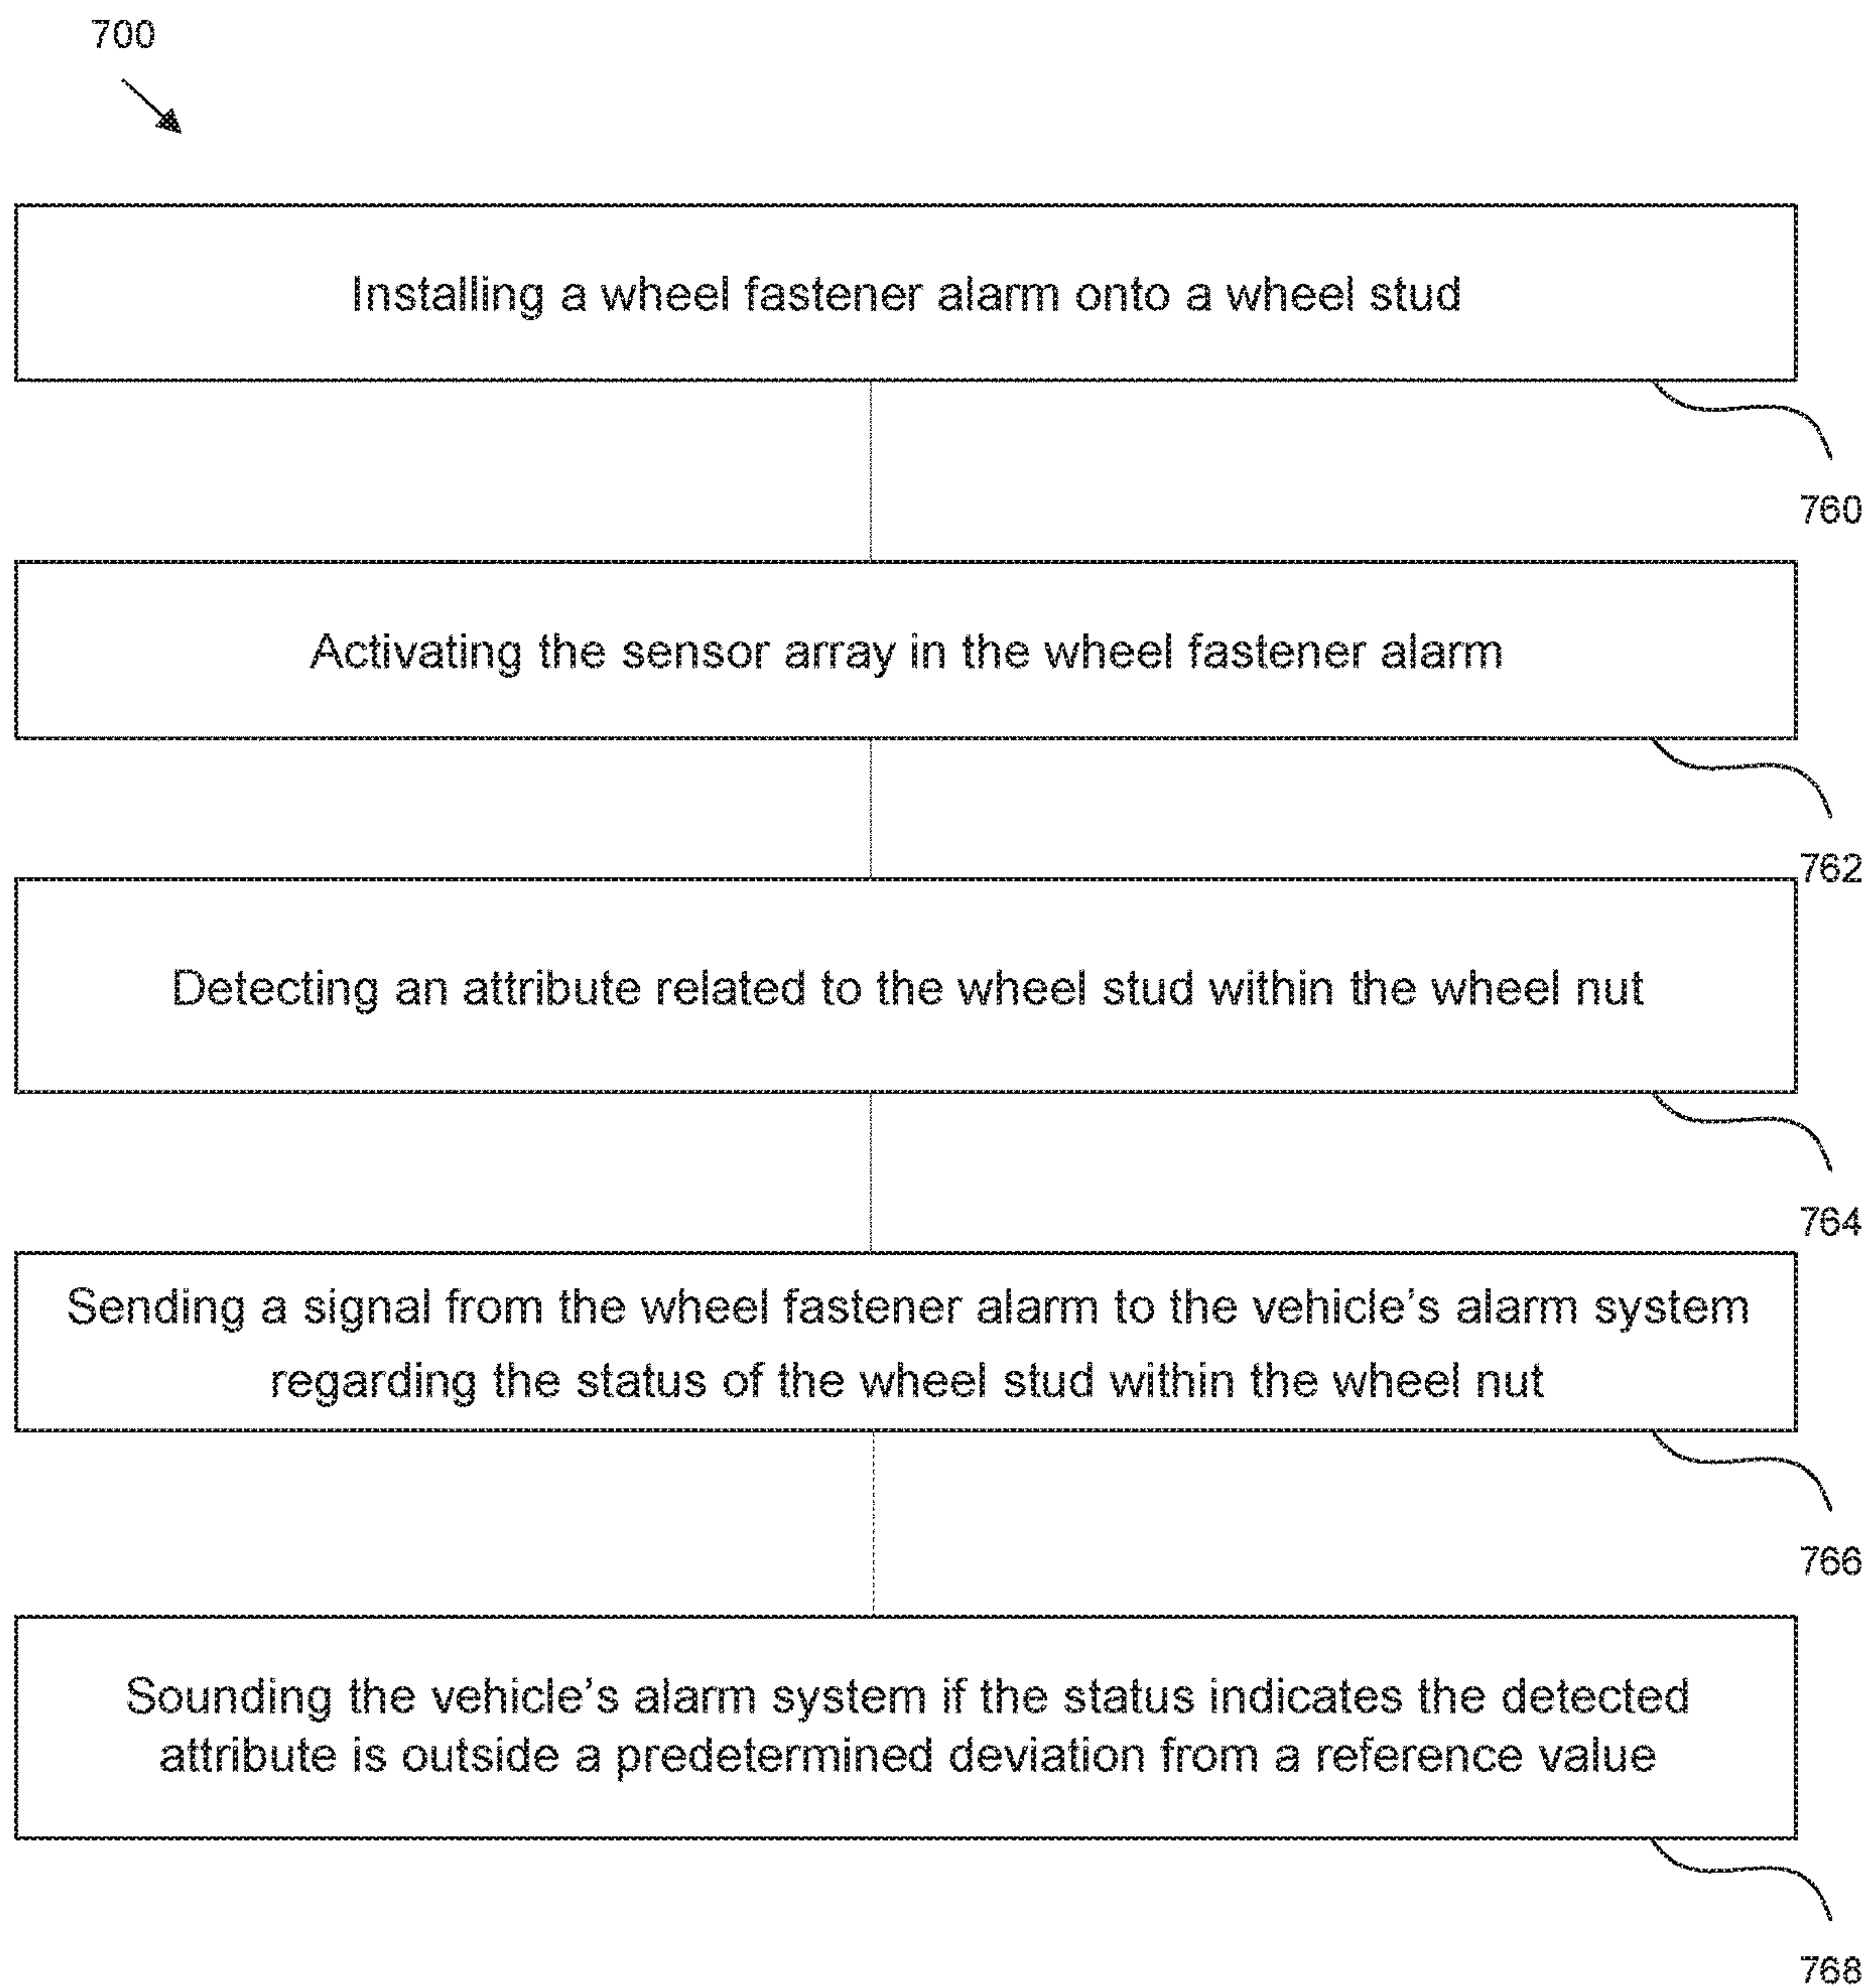 700
Installing a wheel fastener alarm onto a wheel stud
760
Activating the sensor array in the wheel fastener alarm
762
Detecting an attribute related to the wheel stud within the wheel nut
764
Sending a signal from the wheel fastener alarm to the vehicle’s alarm system
regarding the status of the wheel stud within the wheel nut
766
Sounding the vehicle’s alarm system if the status indicates the detected
attribute is outside a predetermined deviation from a reference value
768